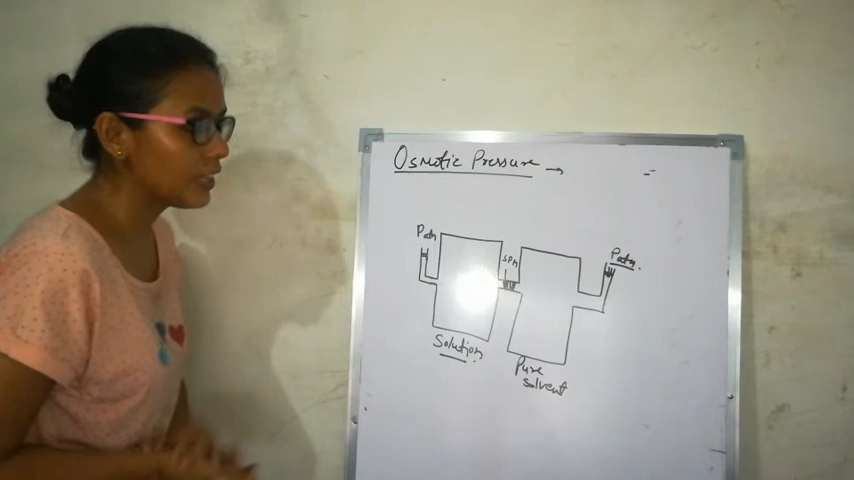 Osmotic Pressure →
Patm
SPM
Patm.
Solution
Pure
solvent